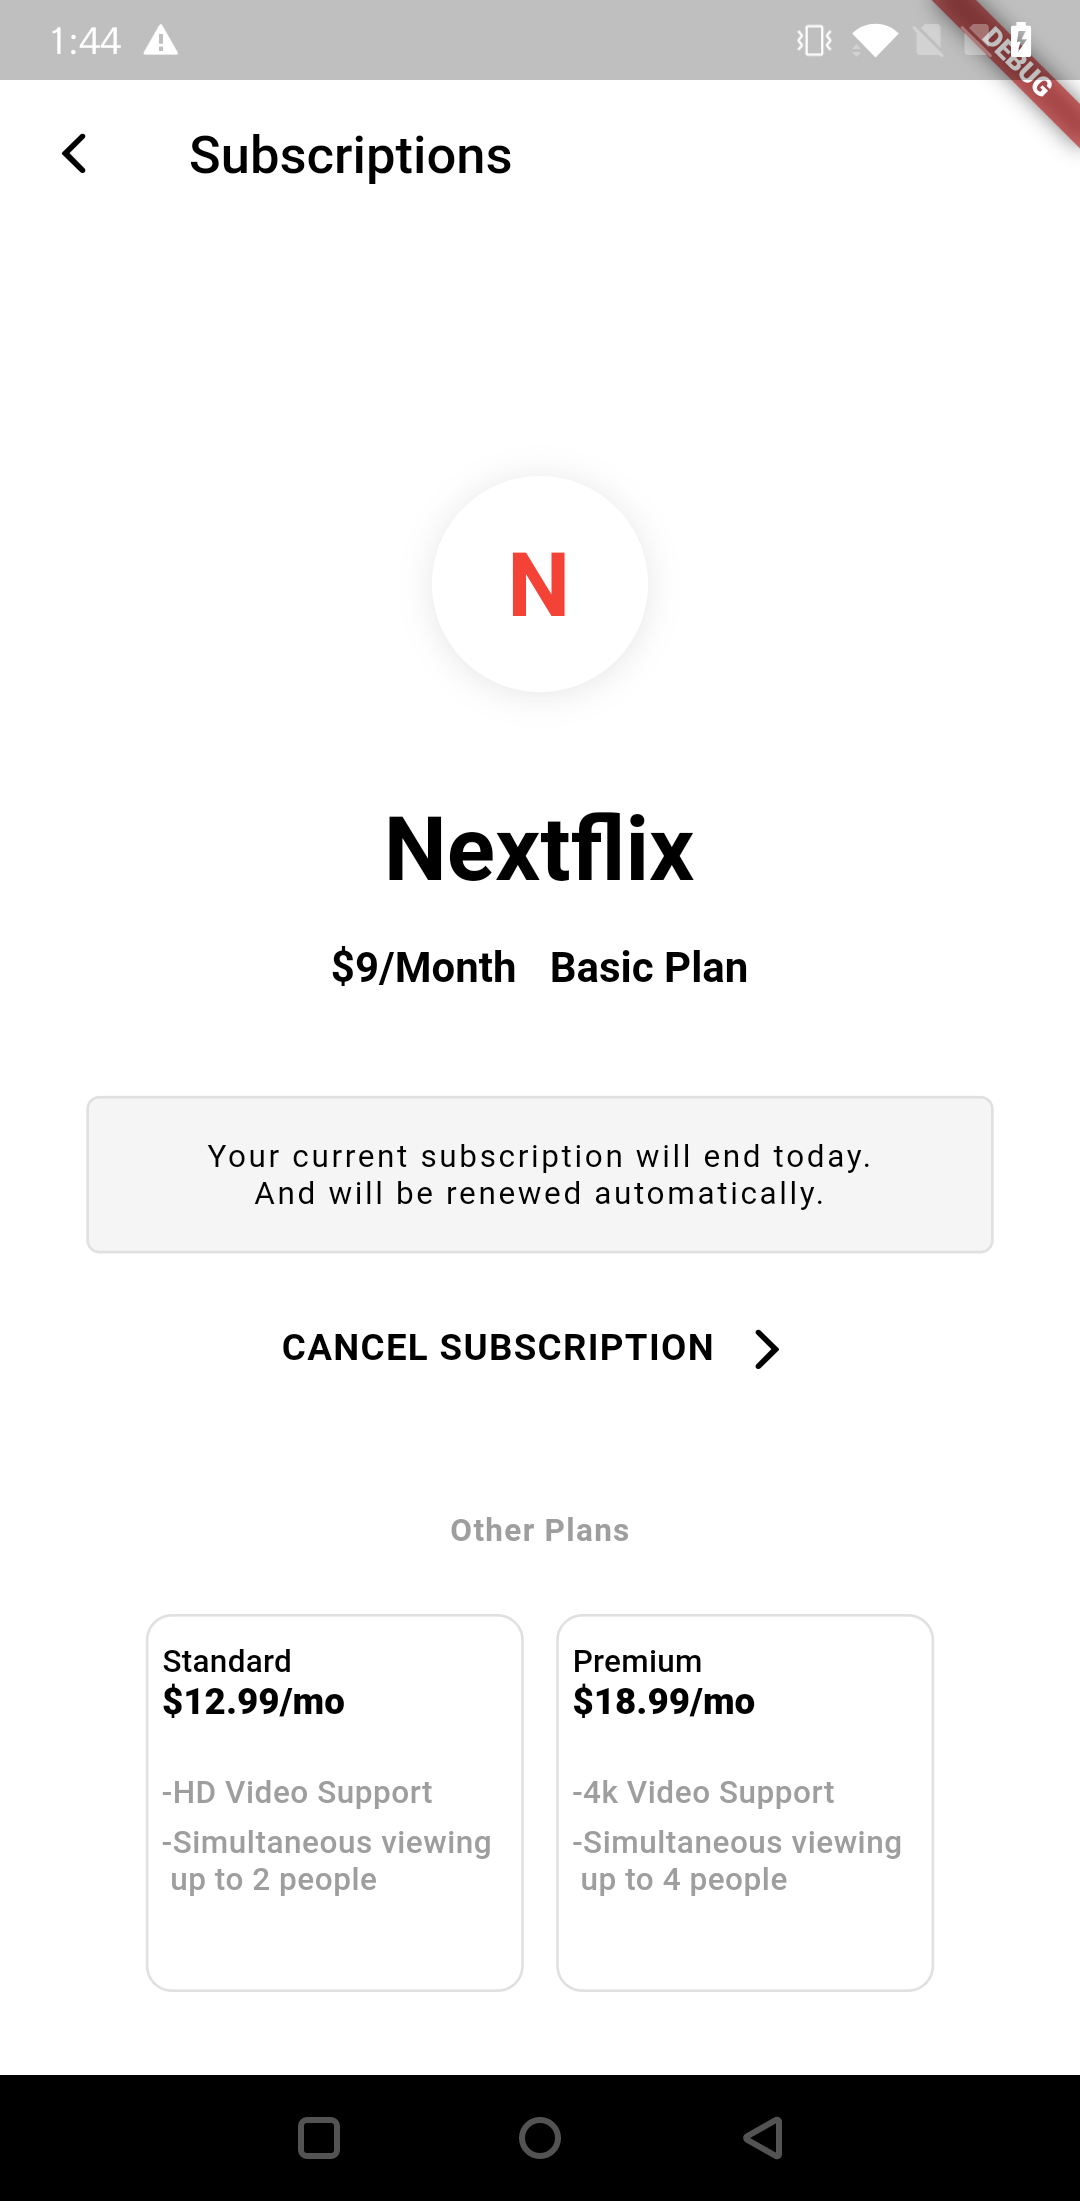 1:44
DEBUG
Subscriptions
N
Nextflix
$9/Month Basic Plan
Your current subscription will end today.
And will be renewed automatically.
CANCEL SUBSCRIPTION
Other Plans
Standard
$12.99/mo
-HD Video Support
-Simultaneous viewing
up to 2 people
Premium
$18.99/mo
-4k Video Support
-Simultaneous viewing
up to 4 people